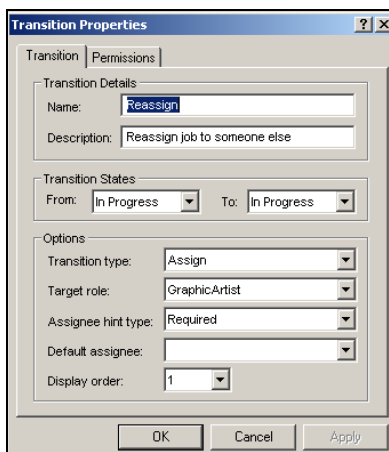 Transition Properties
Transition Permissions
Transition Details
Name: Reassign
Description: Reassign job to someone else
Transition States
From: In Progress To: In Progress
Options
Transition type: Assign
Target role: GraphicArtist
Assignee hint type: Required
Default assignee:
Display order: 1
OK Cancel Apply